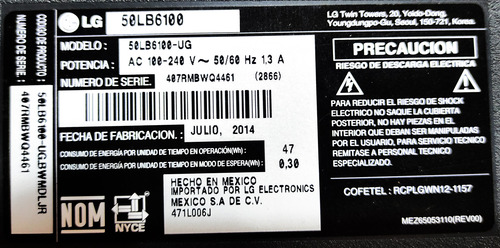 LG 50LB6100
LG Twin Towers, 20, Yoido-Dong,
Youngdungpo-Gu, Seoul, 150-721, Korea
MODELO : 50LB6100-UG
POTENCIA : AC 100-240 V ~ 50/60 Hz 1,3 A
NUMERO DE SERIE. 407RMBWQ4461 (2866)
FECHA DE FABRICACION : JULIO, 2014
CONSUMO DE ENERGÍA POR UNIDAD DE TIEMPO EN OPERACIÓN(Wh): 47
CONSUMO DE ENERGÍA POR UNIDAD DE TIEMPO EN MODO DE ESPERA(Wh): 0,30
NOM
NYCE
HECHO EN MEXICO
IMPORTADO POR LG ELECTRONICS
MEXICO S.A DE C.V.
471L006J
PRECAUCION
RIESGO DE DESCARGA ELECTRICA
PARA REDUCIR EL RIESGO DE SHOCK
ELECTRICO NO SAQUE LA CUBIERTA
POSTERIOR, NO HAY PIEZAS EN EL
INTERIOR QUE DEBAN SER MANIPULADAS
POR EL USUARIO, PARA SERVICIO TECNICO
REMITASE A PERSONAL CALIFICADO.
COFETEL : RCPLGWN12-1157
MEZ65053110(REV00)
CODIGO DE PRODUCTO : 50LB6100-UG.BWMDLJR
NUMERO DE SERIE. 407RMBWQ4461